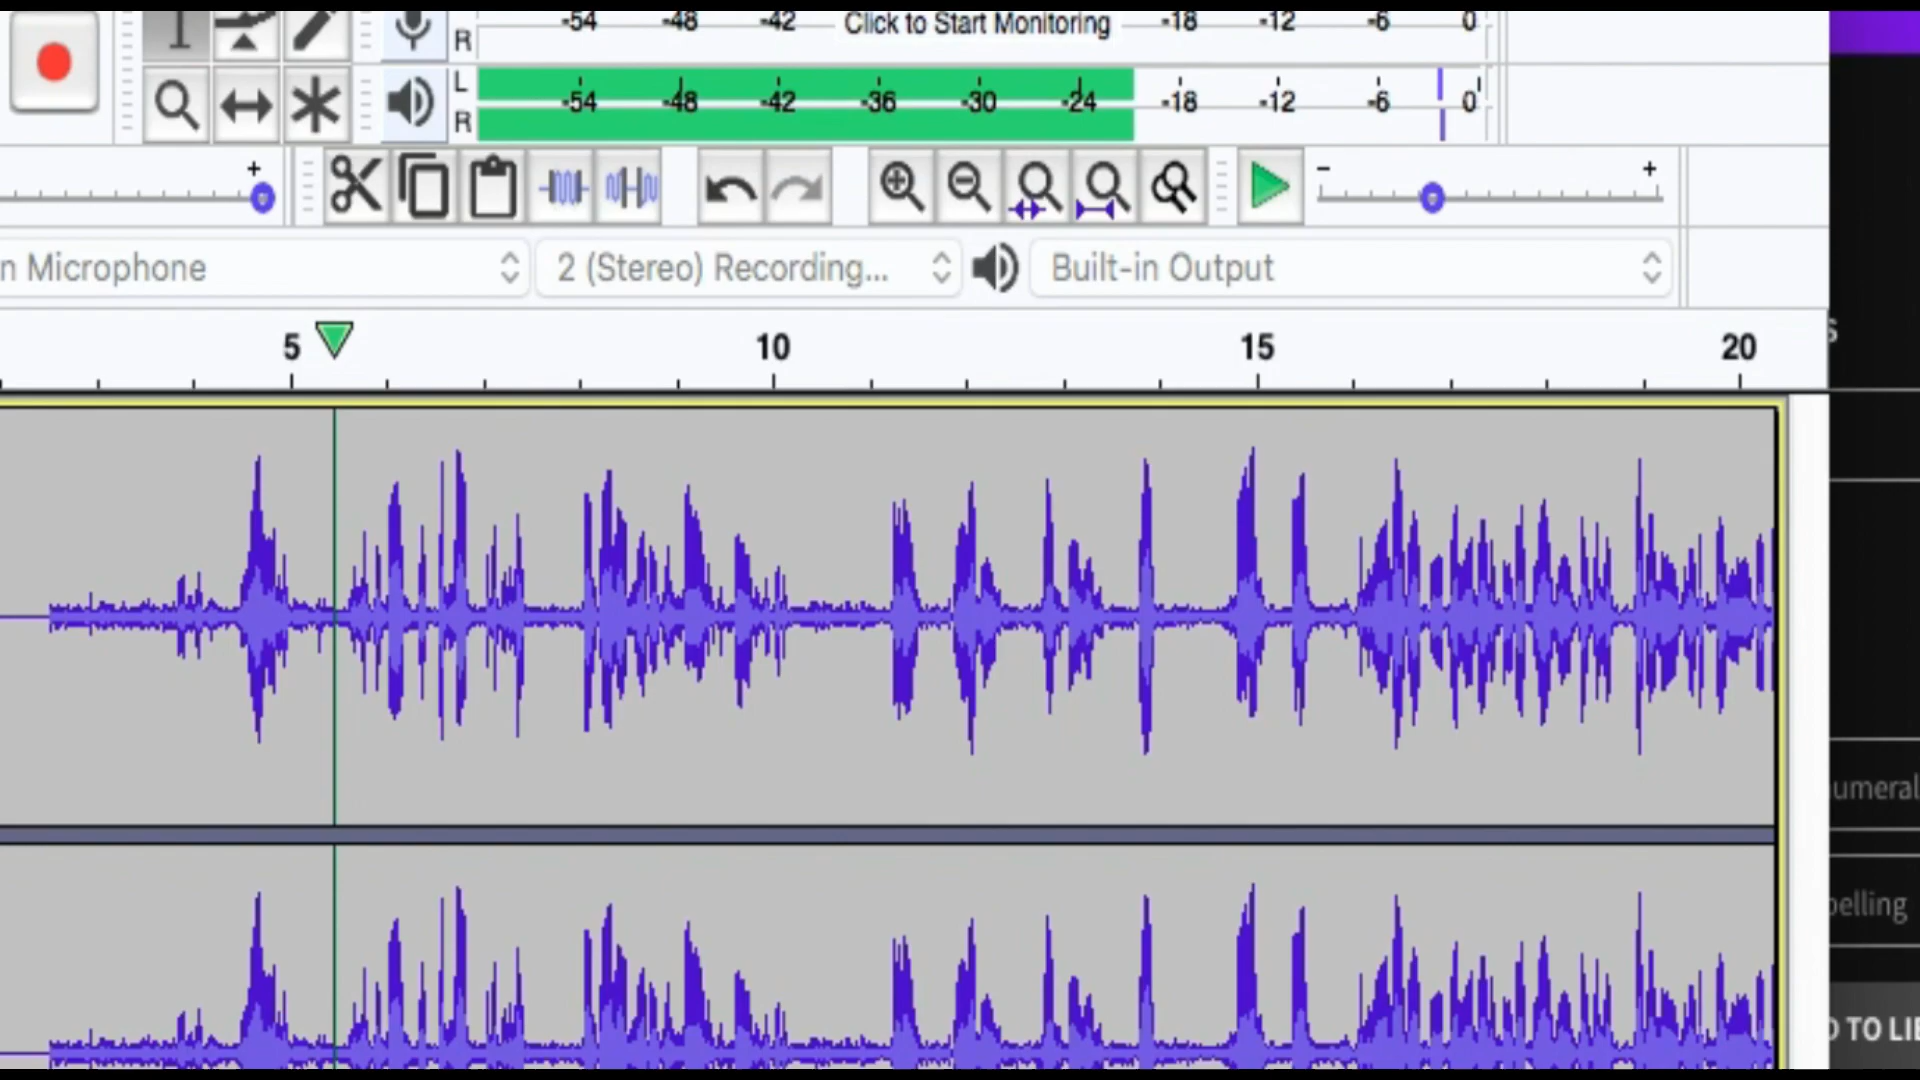 R -54 -48 -42 Click to Start Monitoring -18 -12 -6 0
L
-54 -48 -42 -36 -30 -24 -18 -12 -6 0
R
+ − +
n Microphone 2 (Stereo) Recording... Built-in Output
5 10 15 20
s
umeral
pelling
D TO LIB